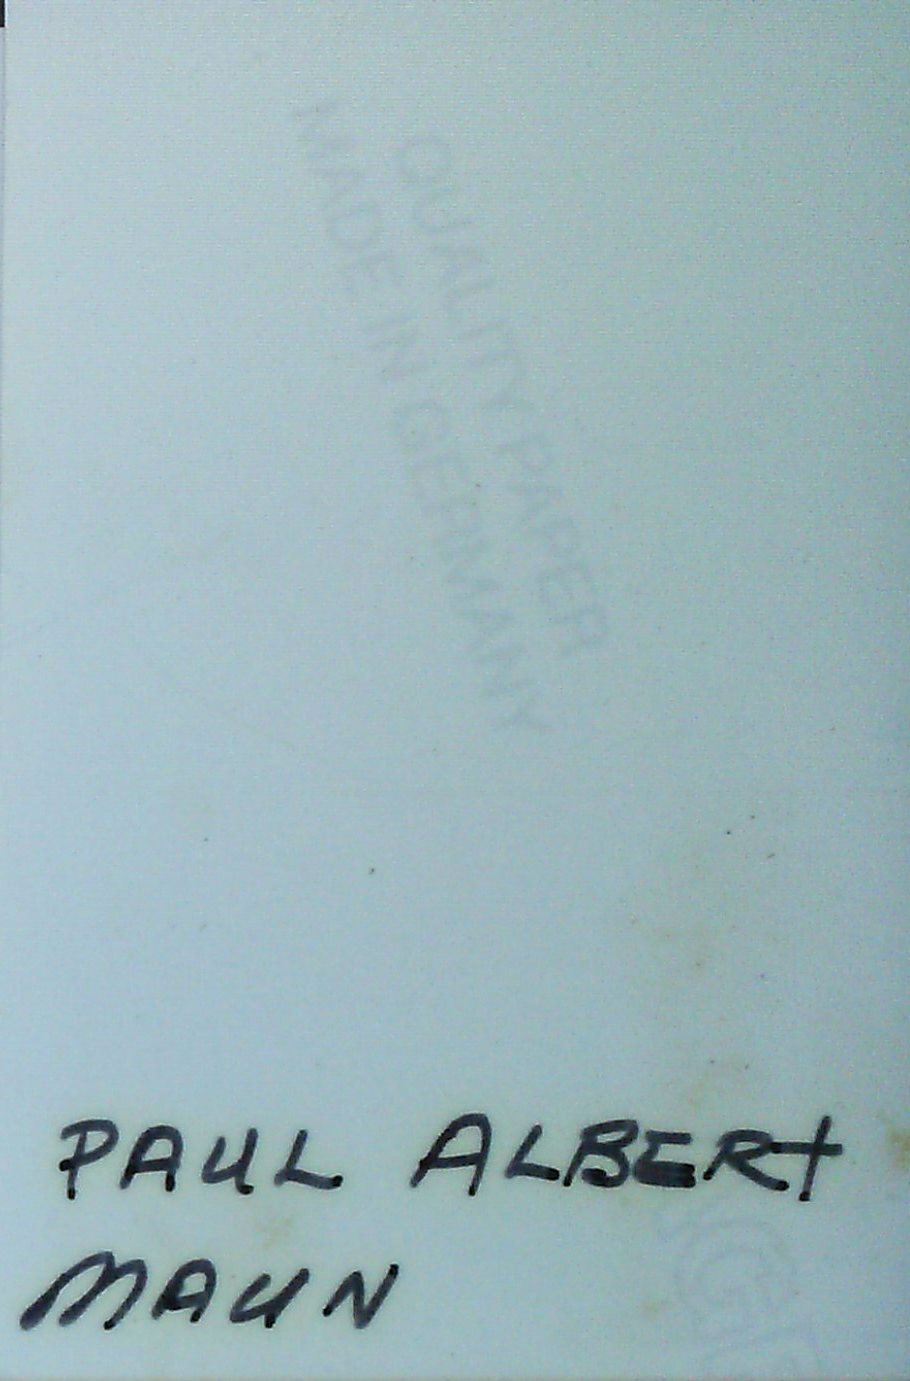 QUALITY PAPER
MADE IN GERMANY
PAUL ALBERT
MAUN